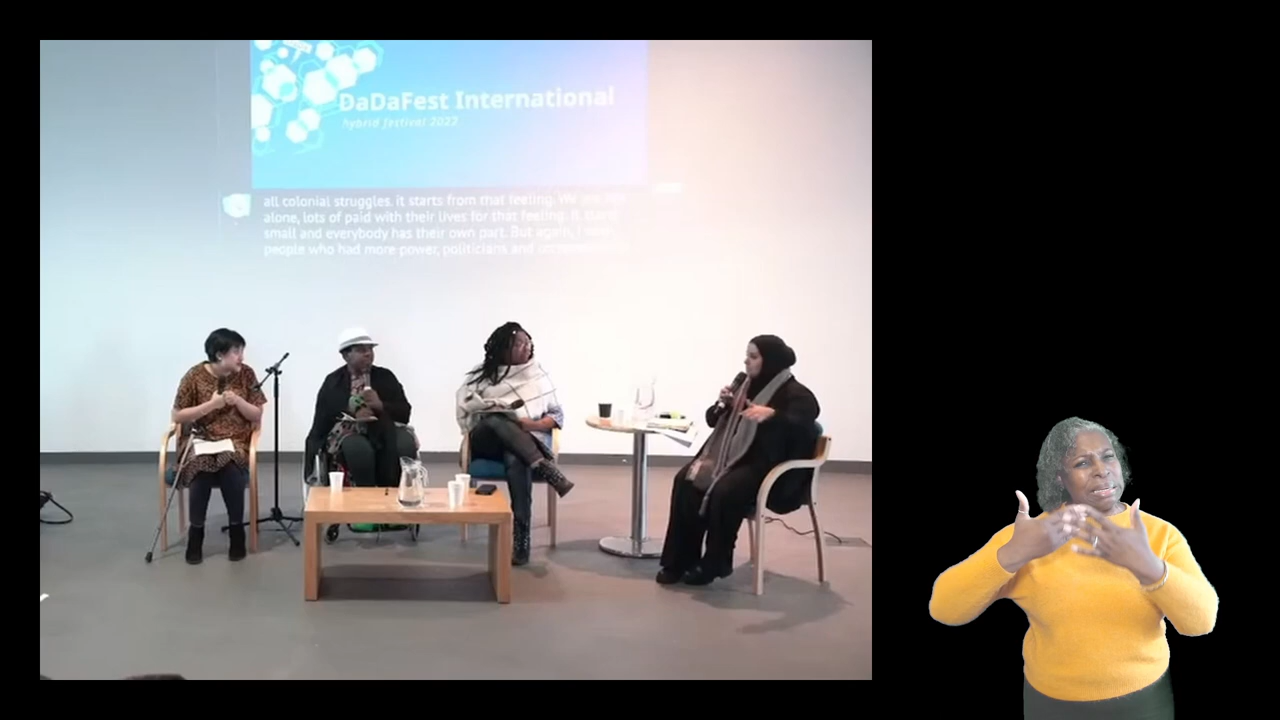 DaDaFest International
hybrid festival 2022
all colonial struggles. it starts from that feeling. We are not
alone, lots of paid with their lives for that feeling. It
small and everybody has their own part. But again, I
people who had more power, politicians and